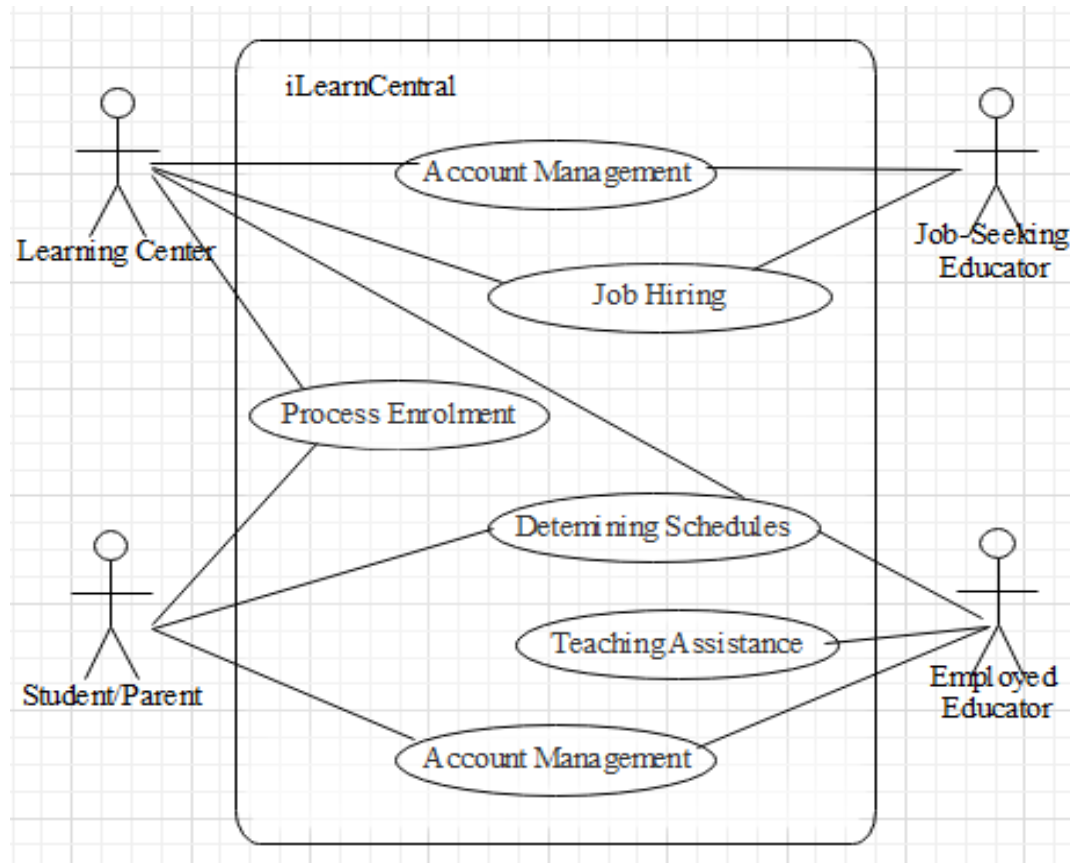 iLearnCentral
Account Management
Learning Center
Job-Seeking
Educator
Job Hiring
Process Enrolment
Detemining Schedules
Teaching Assistance
Student/Parent
Employed
Educator
Account Management